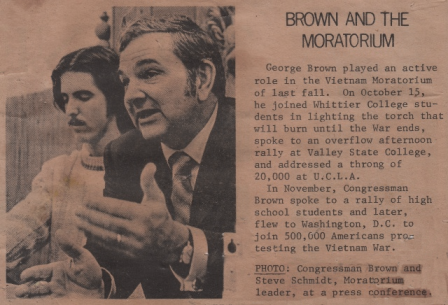 BROWN AND THE
MORATORIUM
George Brown played an active
role in the Vietnam Moratorium
of last fall. On October 15,
he joined Whittier College stu-
dents in lighting the torch that
will burn until the War ends,
spoke to an overflow afternoon
rally at Valley State College,
and addressed a throng of
20,000 at U.C.L.A.
In November, Congressman
Brown spoke to a rally of high
school students and later,
flew to Washington, D.C. to
join 500,000 Americans pro-
testing the Vietnam War.
PHOTO: Congressman Brown and
Steve Schmidt, Moratorium
leader, at a press conference.